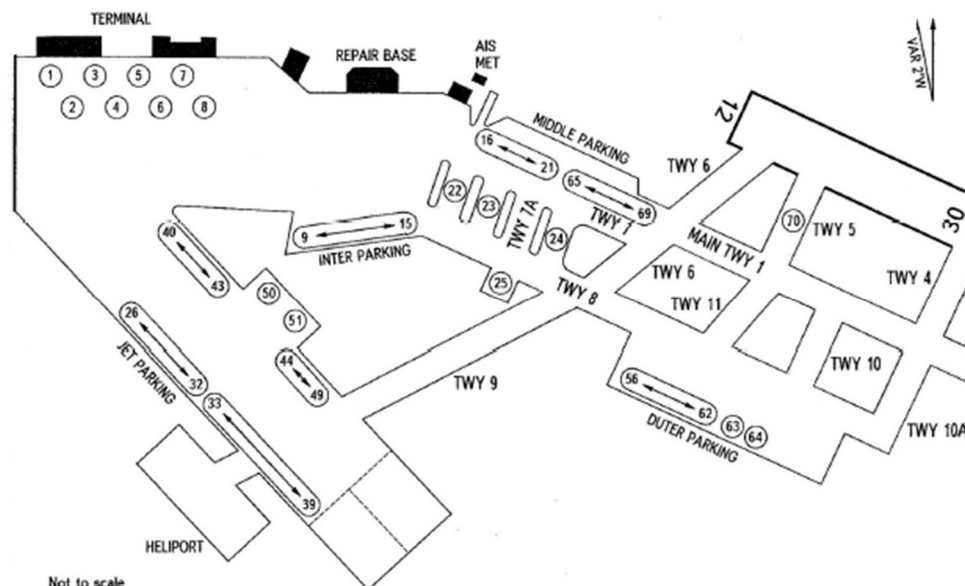 TERMINAL
1
3
5
7
2
4
6
8
REPAIR BASE
AIS
MET
VAR 2°W
12
30
MIDDLE PARKING
16
21
65
69
TWY 6
TWY 7
22
23
TWY 7A
24
25
70
MAIN TWY 1
TWY 5
TWY 4
TWY 6
TWY 11
TWY 8
TWY 10
TWY 10A
TWY 9
9
15
INTER PARKING
40
43
50
51
44
49
26
32
JET PARKING
33
39
56
62
63
64
DUTER PARKING
HELIPORT
Not to scale